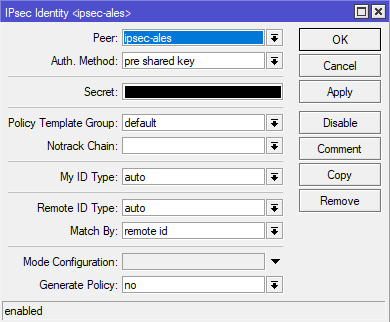 IPsec Identity <ipsec-ales>
Peer: ipsec-ales
OK
Auth. Method: pre shared key
Cancel
Secret:
Apply
Policy Template Group: default
Disable
Notrack Chain:
Comment
My ID Type: auto
Copy
Remote ID Type: auto
Remove
Match By: remote id
Mode Configuration:
Generate Policy: no
enabled